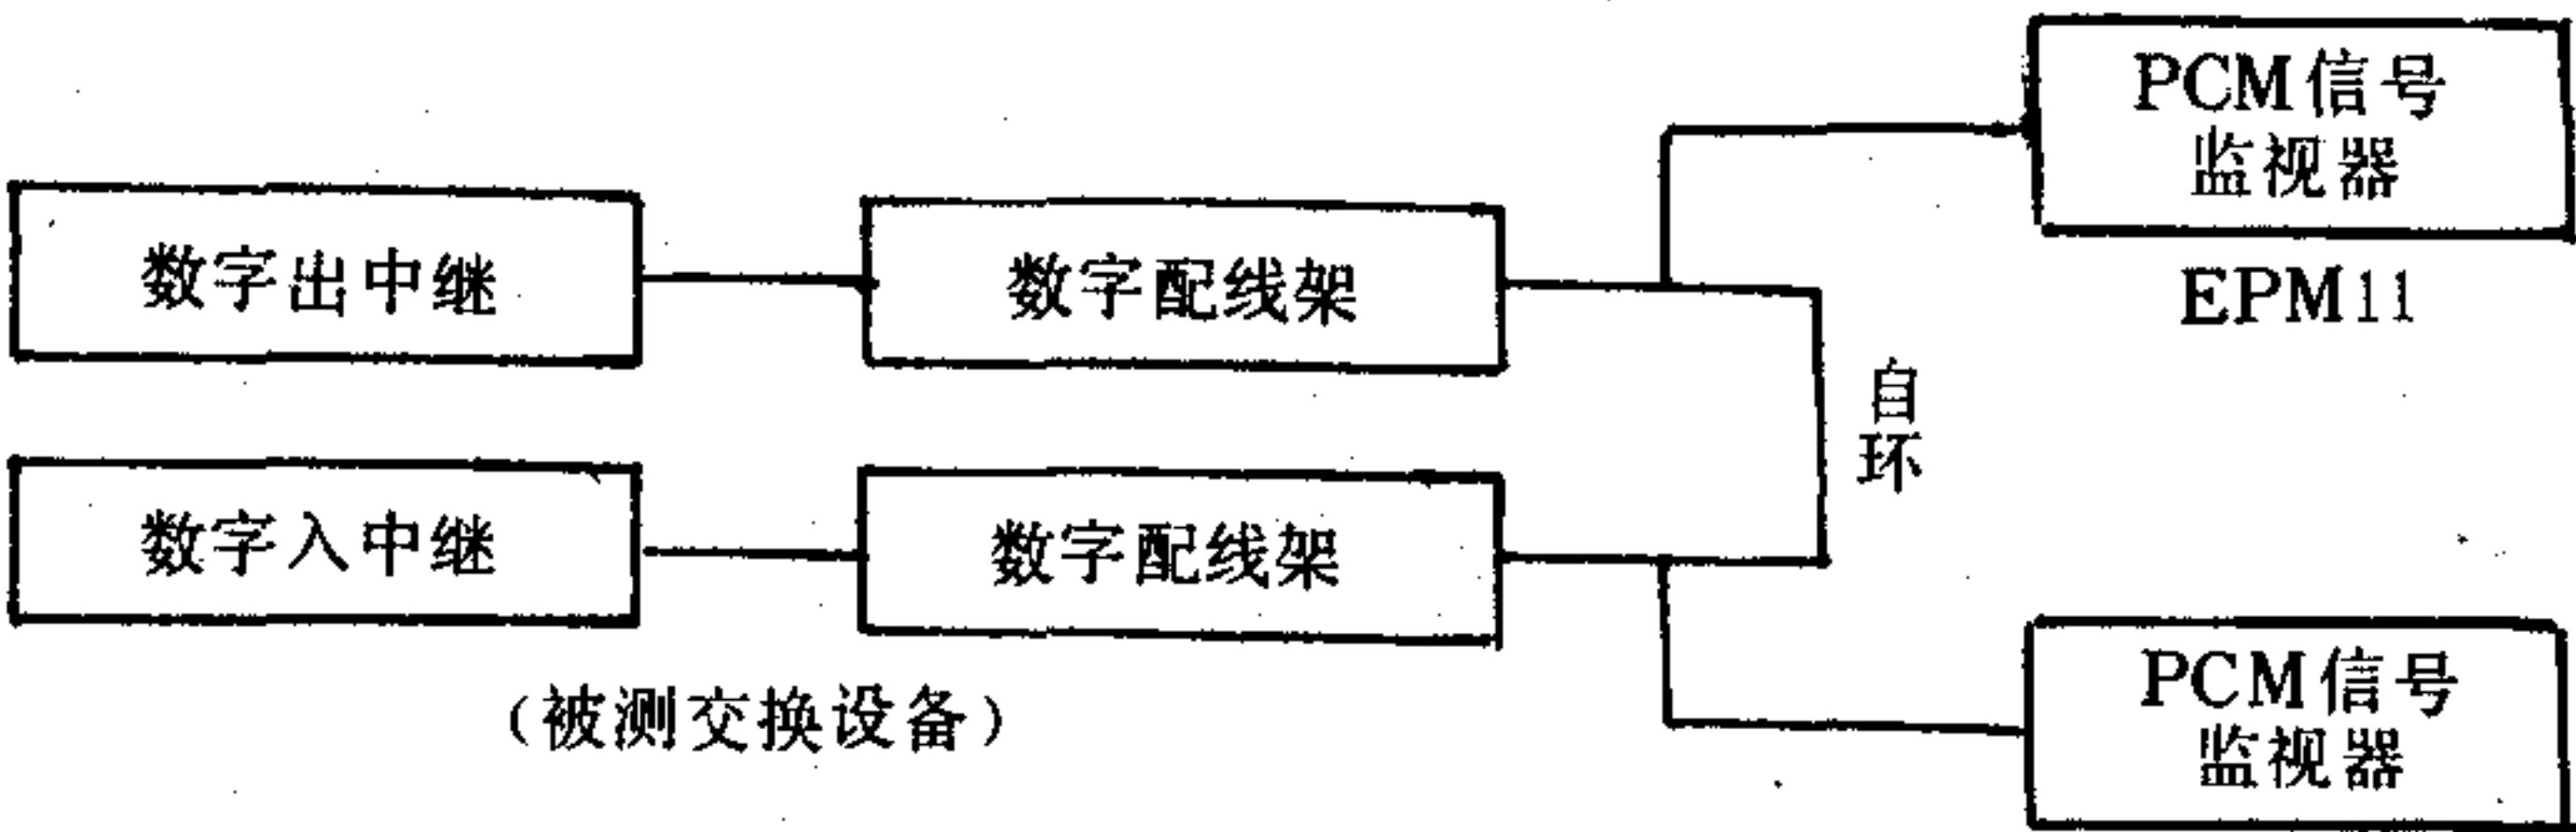 PCM信号
监视器
EPM11
数字出中继
数字配线架
自
环
数字入中继
数字配线架
(被测交换设备)
PCM信号
监视器